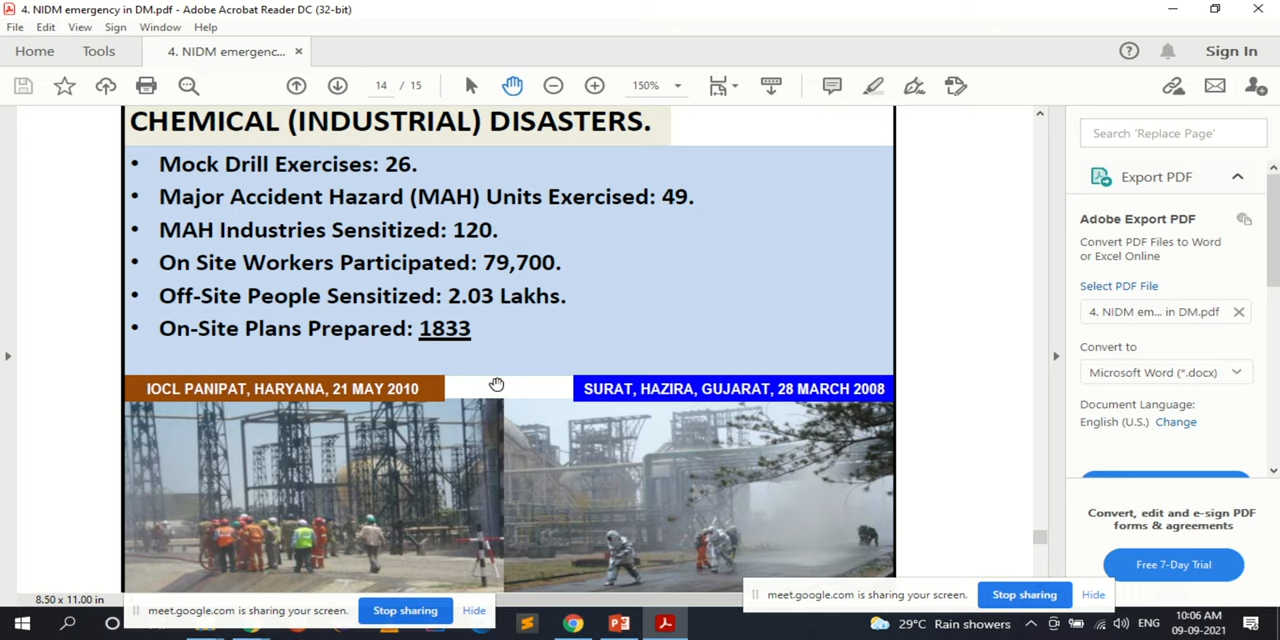 4. NIDM emergency in DM.pdf - Adobe Acrobat Reader DC (32-bit)
File Edit View Sign Window Help
Home Tools 4. NIDM emergenc... × Sign In
14 / 15 150%
CHEMICAL (INDUSTRIAL) DISASTERS.
• Mock Drill Exercises: 26.
• Major Accident Hazard (MAH) Units Exercised: 49.
• MAH Industries Sensitized: 120.
• On Site Workers Participated: 79,700.
• Off-Site People Sensitized: 2.03 Lakhs.
• On-Site Plans Prepared: 1833
IOCL PANIPAT, HARYANA, 21 MAY 2010
SURAT, HAZIRA, GUJARAT, 28 MARCH 2008
8.50 x 11.00 in
Search 'Replace Page'
Export PDF
Adobe Export PDF
Convert PDF Files to Word
or Excel Online
Select PDF File
4. NIDM em... in DM.pdf
Convert to
Microsoft Word (*.docx)
Document Language:
English (U.S.) Change
Convert, edit and e-sign PDF
forms & agreements
Free 7-Day Trial
meet.google.com is sharing your screen. Stop sharing Hide
meet.google.com is sharing your screen. Stop sharing Hide
29°C Rain showers ENG
10:06 AM
09-09-2021